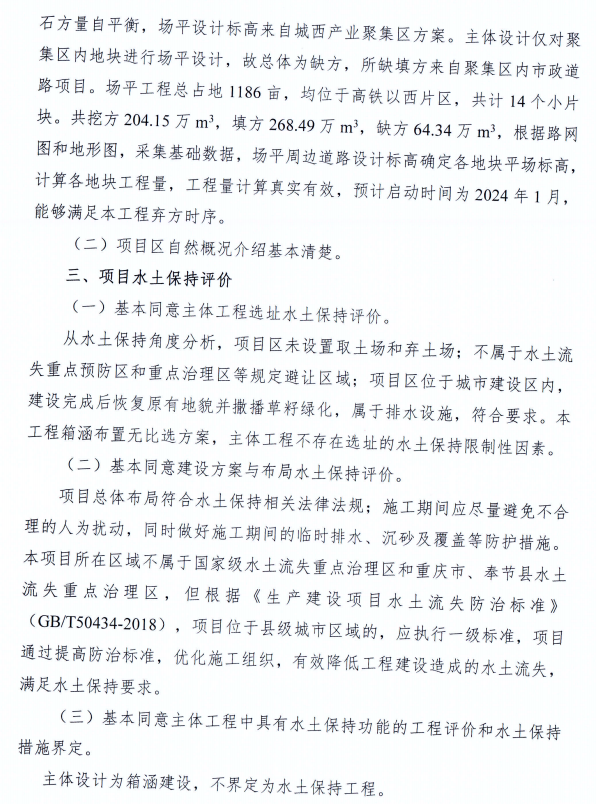 石方量自平衡，场平设计标高来自城西产业聚集区方案。主体设计仅对聚
集区内地块进行场平设计，故总体为缺方，所缺填方来自聚集区内市政道
路项目。场平工程总占地 1186 亩，均位于高铁以西片区，共计 14 个小片
块。共挖方 204.15 万 m³，填方 268.49 万 m³，缺方 64.34 万 m³，根据路网
图和地形图，采集基础数据，场平周边道路设计标高确定各地块平场标高，
计算各地块工程量，工程量计算真实有效，预计启动时间为 2024 年 1 月，
能够满足本工程弃方时序。
（二）项目区自然概况介绍基本清楚。
三、项目水土保持评价
（一）基本同意主体工程选址水土保持评价。
从水土保持角度分析，项目区未设置取土场和弃土场；不属于水土流
失重点预防区和重点治理区等规定避让区域；项目区位于城市建设区内，
建设完成后恢复原有地貌并撒播草籽绿化，属于排水设施，符合要求。本
工程箱涵布置无比选方案，主体工程不存在选址的水土保持限制性因素。
（二）基本同意建设方案与布局水土保持评价。
项目总体布局符合水土保持相关法律法规；施工期间应尽量避免不合
理的人为扰动，同时做好施工期间的临时排水、沉砂及覆盖等防护措施。
本项目所在区域不属于国家级水土流失重点治理区和重庆市、奉节县水土
流失重点治理区，但根据《生产建设项目水土流失防治标准》
（GB/T50434-2018），项目位于县级城市区域的，应执行一级标准，项目
通过提高防治标准，优化施工组织，有效降低工程建设造成的水土流失，
满足水土保持要求。
（三）基本同意主体工程中具有水土保持功能的工程评价和水土保持
措施界定。
主体设计为箱涵建设，不界定为水土保持工程。